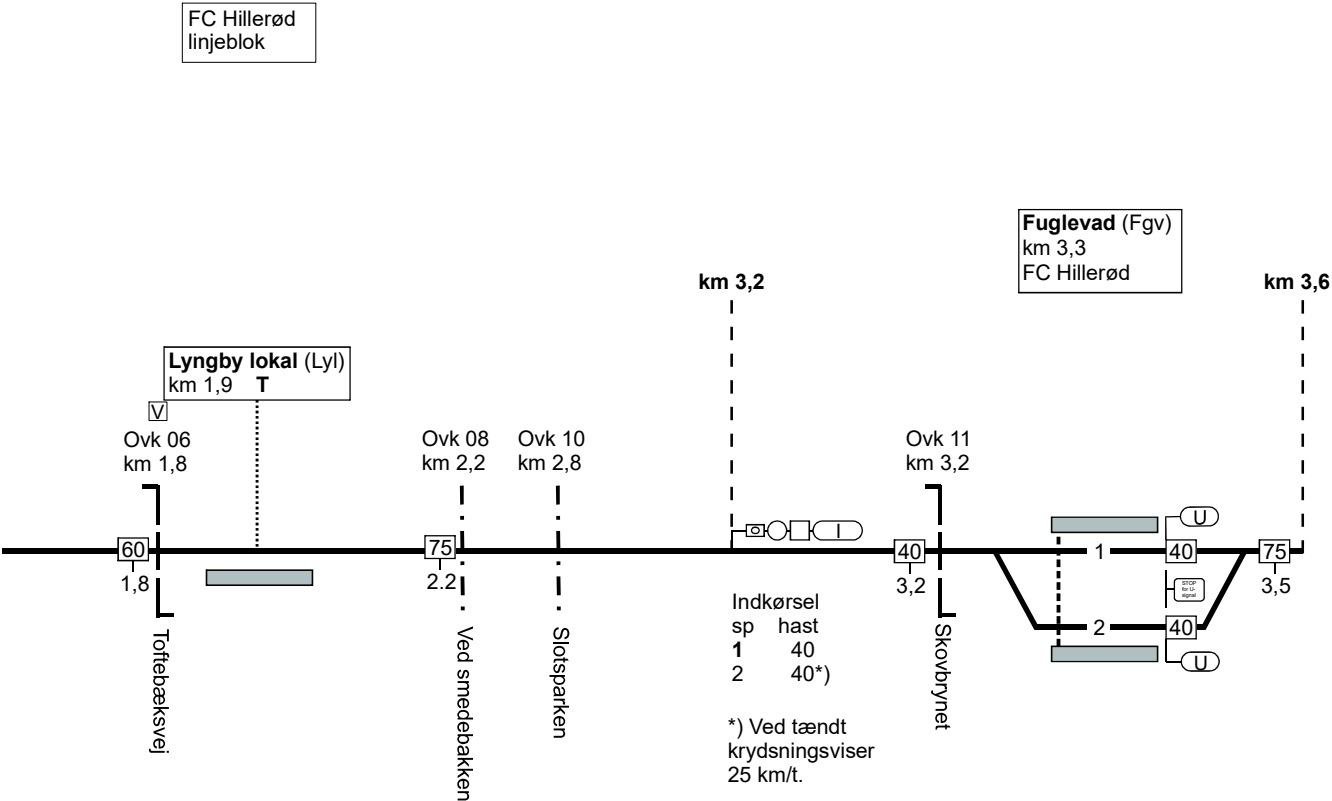 FC Hillerød
linjeblok
Fuglevad (Fgv)
km 3,3
FC Hillerød
km 3,2
km 3,6
Lyngby lokal (Lyl)
km 1,9 T
V
Ovk 06
km 1,8
Ovk 08
km 2,2
Ovk 10
km 2,8
Ovk 11
km 3,2
U
I
60
75
40
1
40
75
1,8
2.2
3,2
3,5
STOP
for U-
signal
2
40
U
Indkørsel
sp hast
1 40
2 40*)
*) Ved tændt
krydsningsviser
25 km/t.
Toftebæksvej
Ved smedebakken
Slotsparken
Skovbrynet